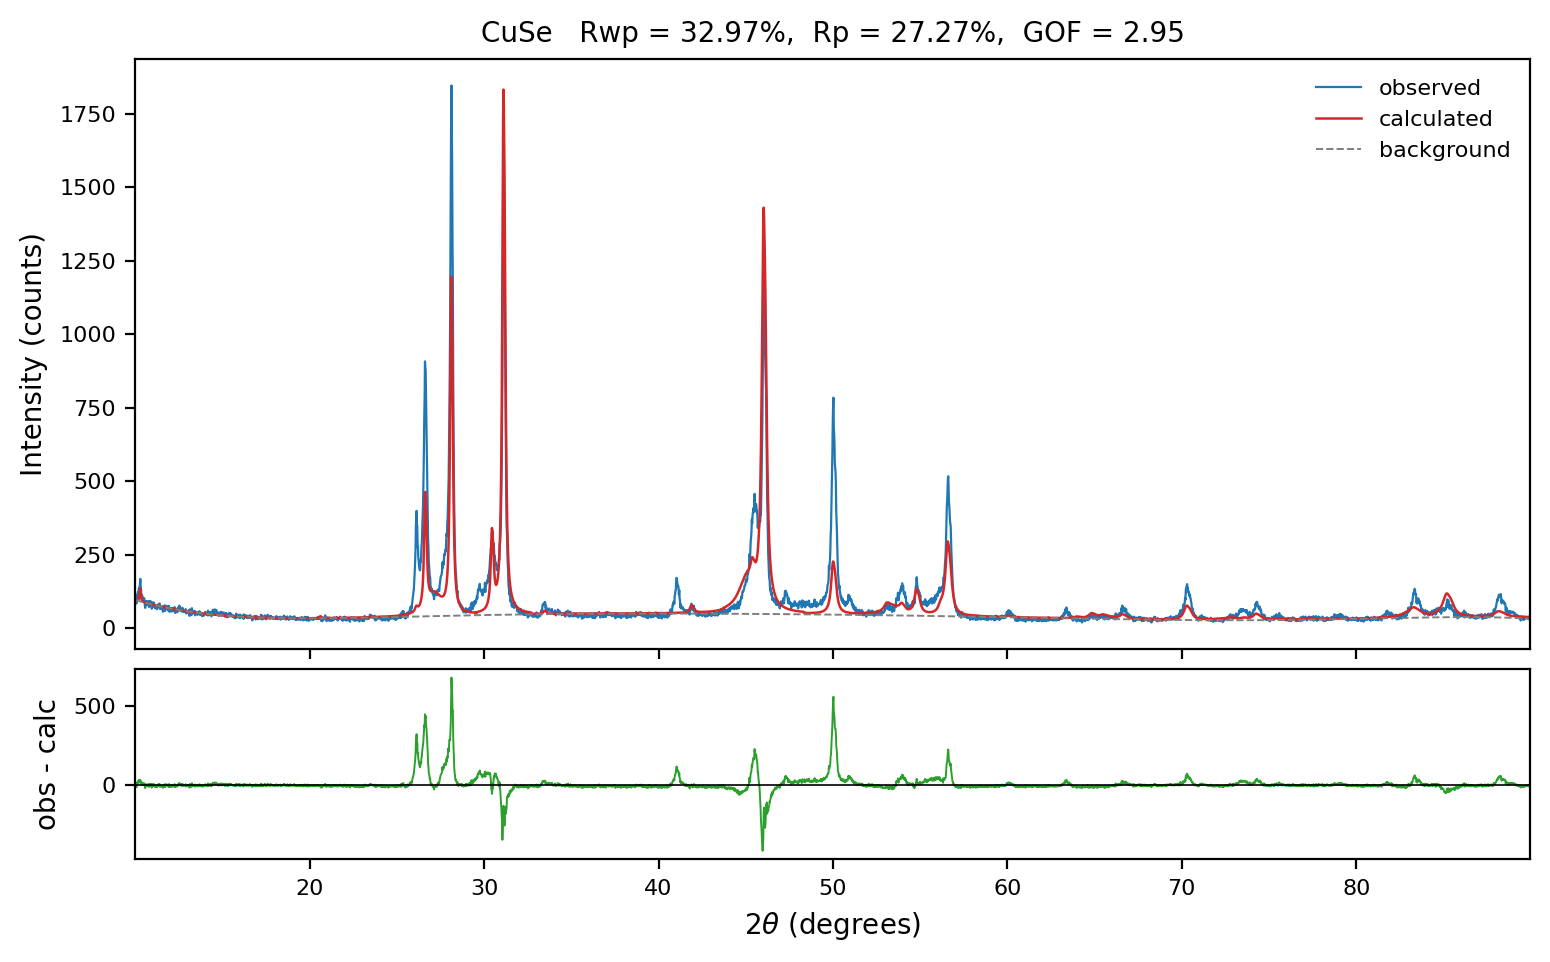 CuSe Rwp = 32.97%, Rp = 27.27%, GOF = 2.95
observed
calculated
background
Intensity (counts)
1750
1500
1250
1000
750
500
250
0
obs - calc
500
0
20 30 40 50 60 70 80
2θ (degrees)